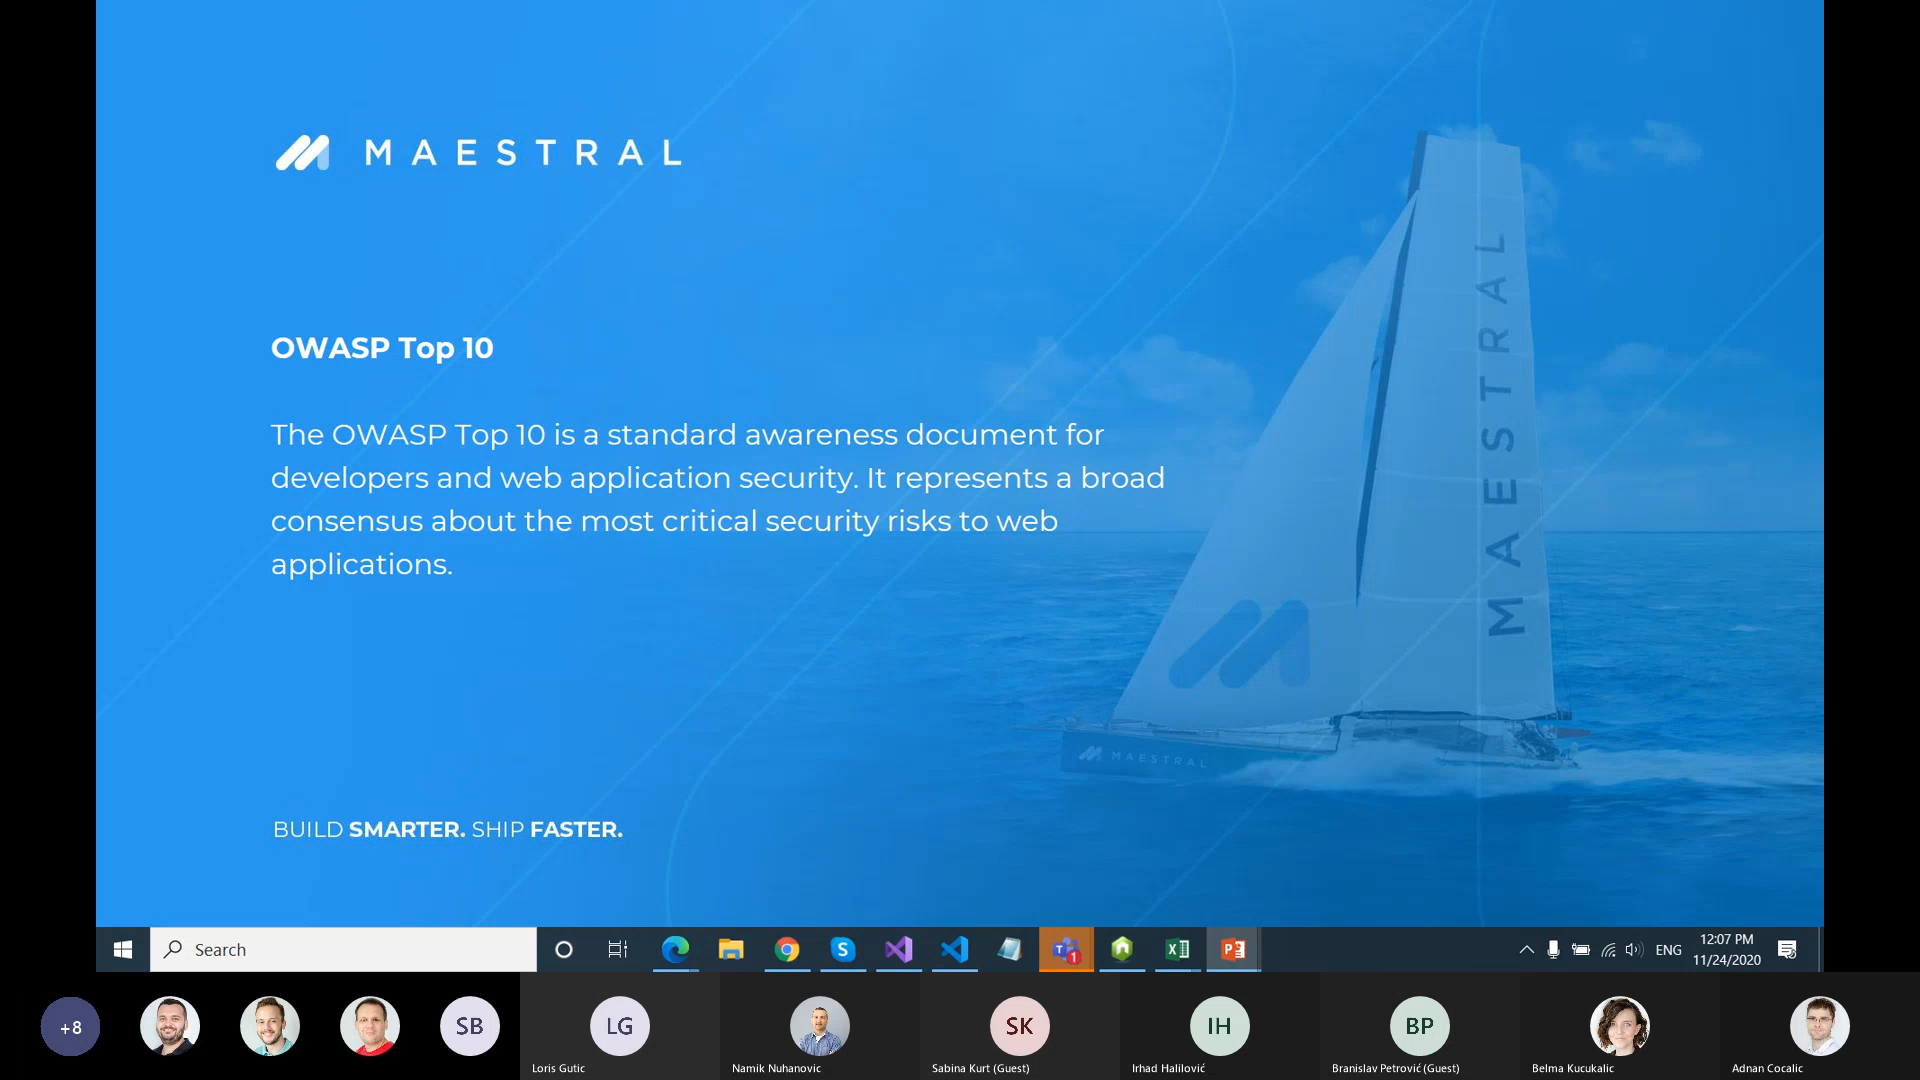 MAESTRAL
OWASP Top 10
The OWASP Top 10 is a standard awareness document for
developers and web application security. It represents a broad
consensus about the most critical security risks to web
applications.
MAESTRAL
MAESTRAL
BUILD SMARTER. SHIP FASTER.
Search
S
T
1
X
P
ENG
12:07 PM
11/24/2020
+8
SB
LG
SK
IH
BP
Loris Gutic
Namik Nuhanovic
Sabina Kurt (Guest)
Irhad Halilović
Branislav Petrović (Guest)
Belma Kucukalic
Adnan Cocalic